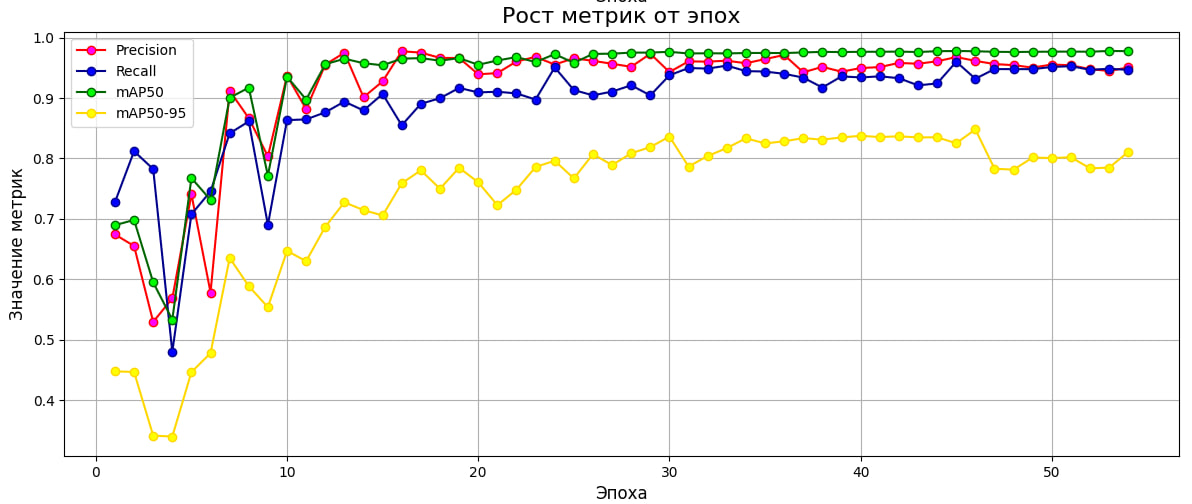 Эпоха
Рост метрик от эпох
Precision
Recall
mAP50
mAP50-95
Значение метрик
1.0
0.9
0.8
0.7
0.6
0.5
0.4
0 10 20 30 40 50
Эпоха